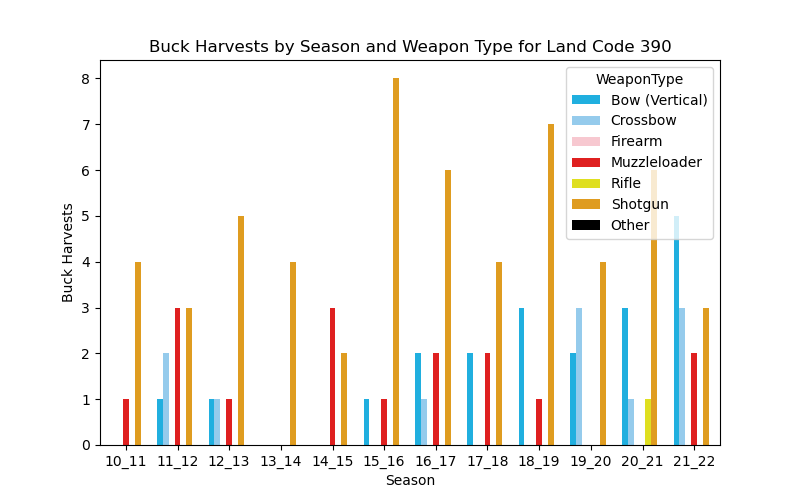 Buck Harvests by Season and Weapon Type for Land Code 390
WeaponType
Bow (Vertical)
Crossbow
Firearm
Muzzleloader
Rifle
Shotgun
Other
Buck Harvests
8
7
6
5
4
3
2
1
0
10_11 11_12 12_13 13_14 14_15 15_16 16_17 17_18 18_19 19_20 20_21 21_22
Season